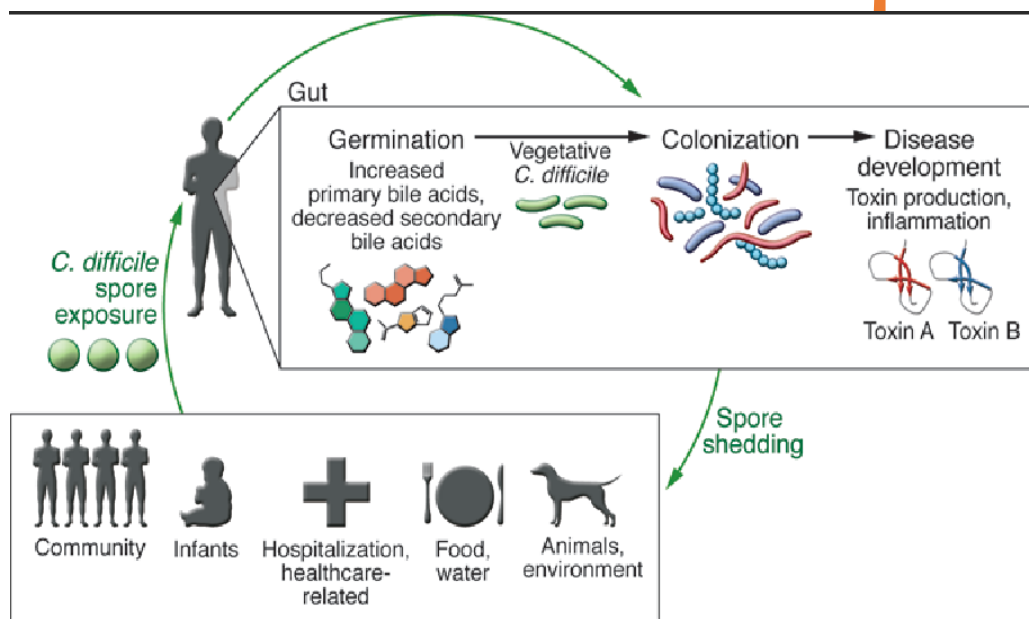 Gut
Germination
Increased
primary bile acids,
decreased secondary
bile acids
Vegetative
C. difficile
Colonization
Disease
development
Toxin production,
inflammation
Toxin A
Toxin B
C. difficile
spore
exposure
Spore
shedding
Community
Infants
Hospitalization,
healthcare-
related
Food,
water
Animals,
environment